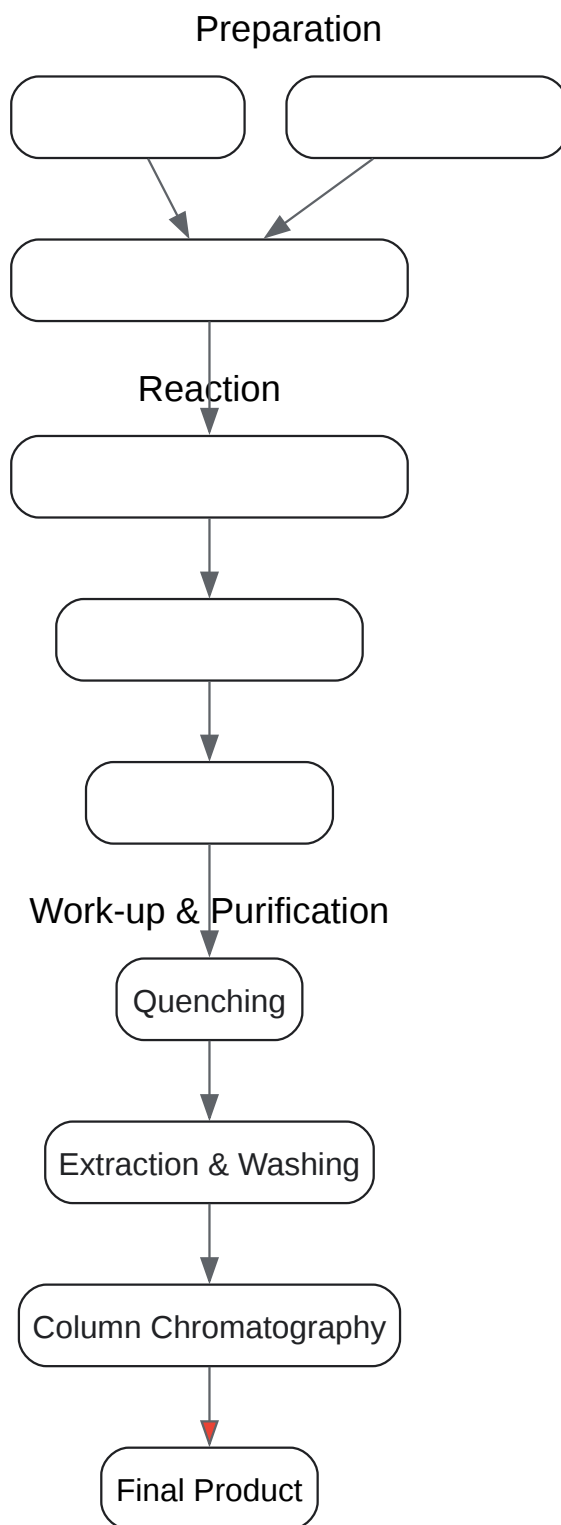 Preparation
Reaction
Work-up & Purification
Quenching
Extraction & Washing
Column Chromatography
Final Product